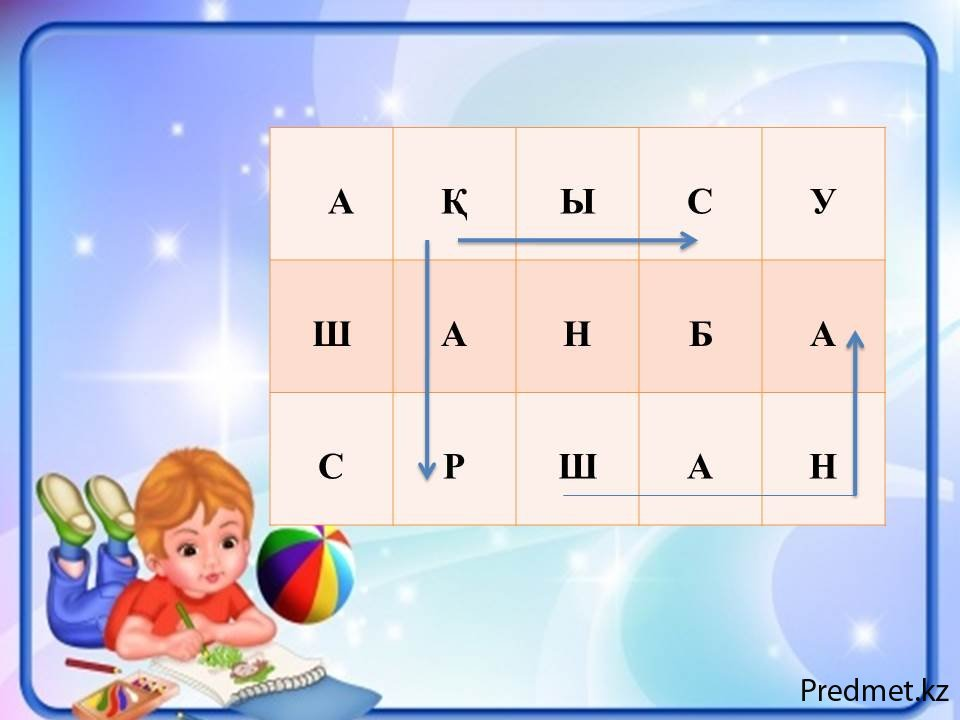 А Қ Ы С У
Ш А Н Б А
С Р Ш А Н
Predmet.kz